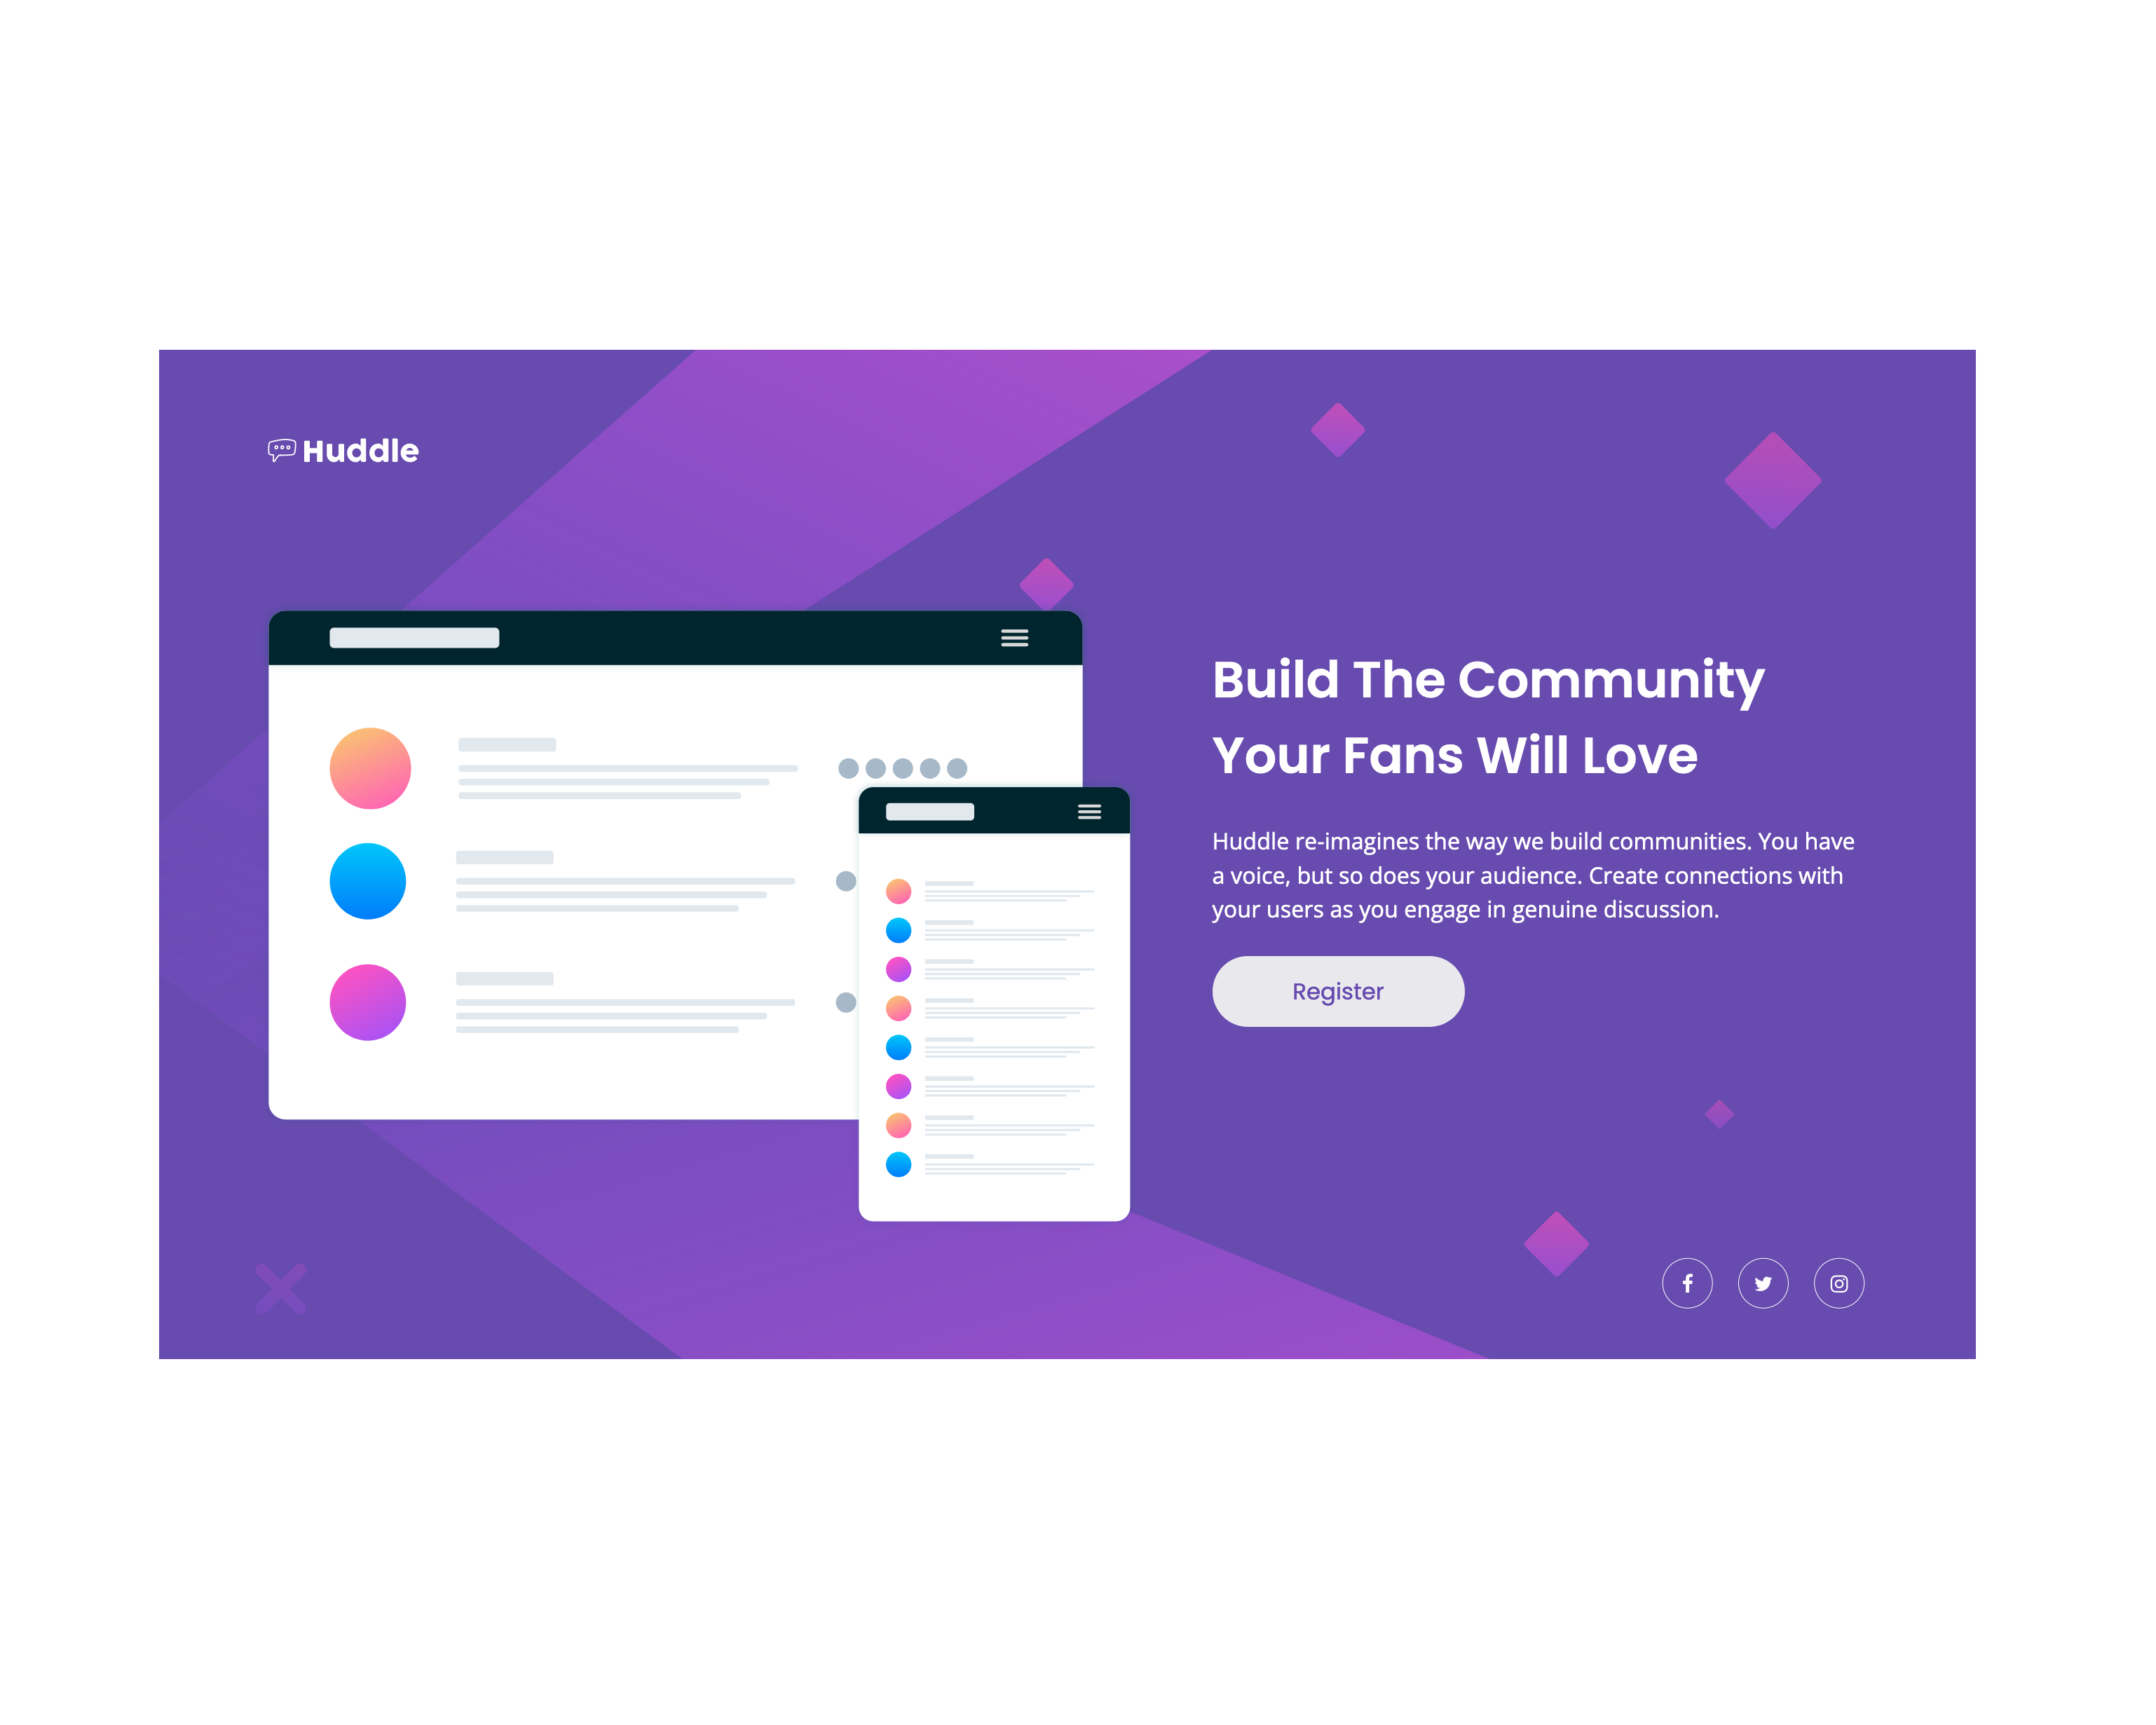 Huddle
Build The Community
Your Fans Will Love
Huddle re-imagines the way we build communities. You have
a voice, but so does your audience. Create connections with
your users as you engage in genuine discussion.
Register